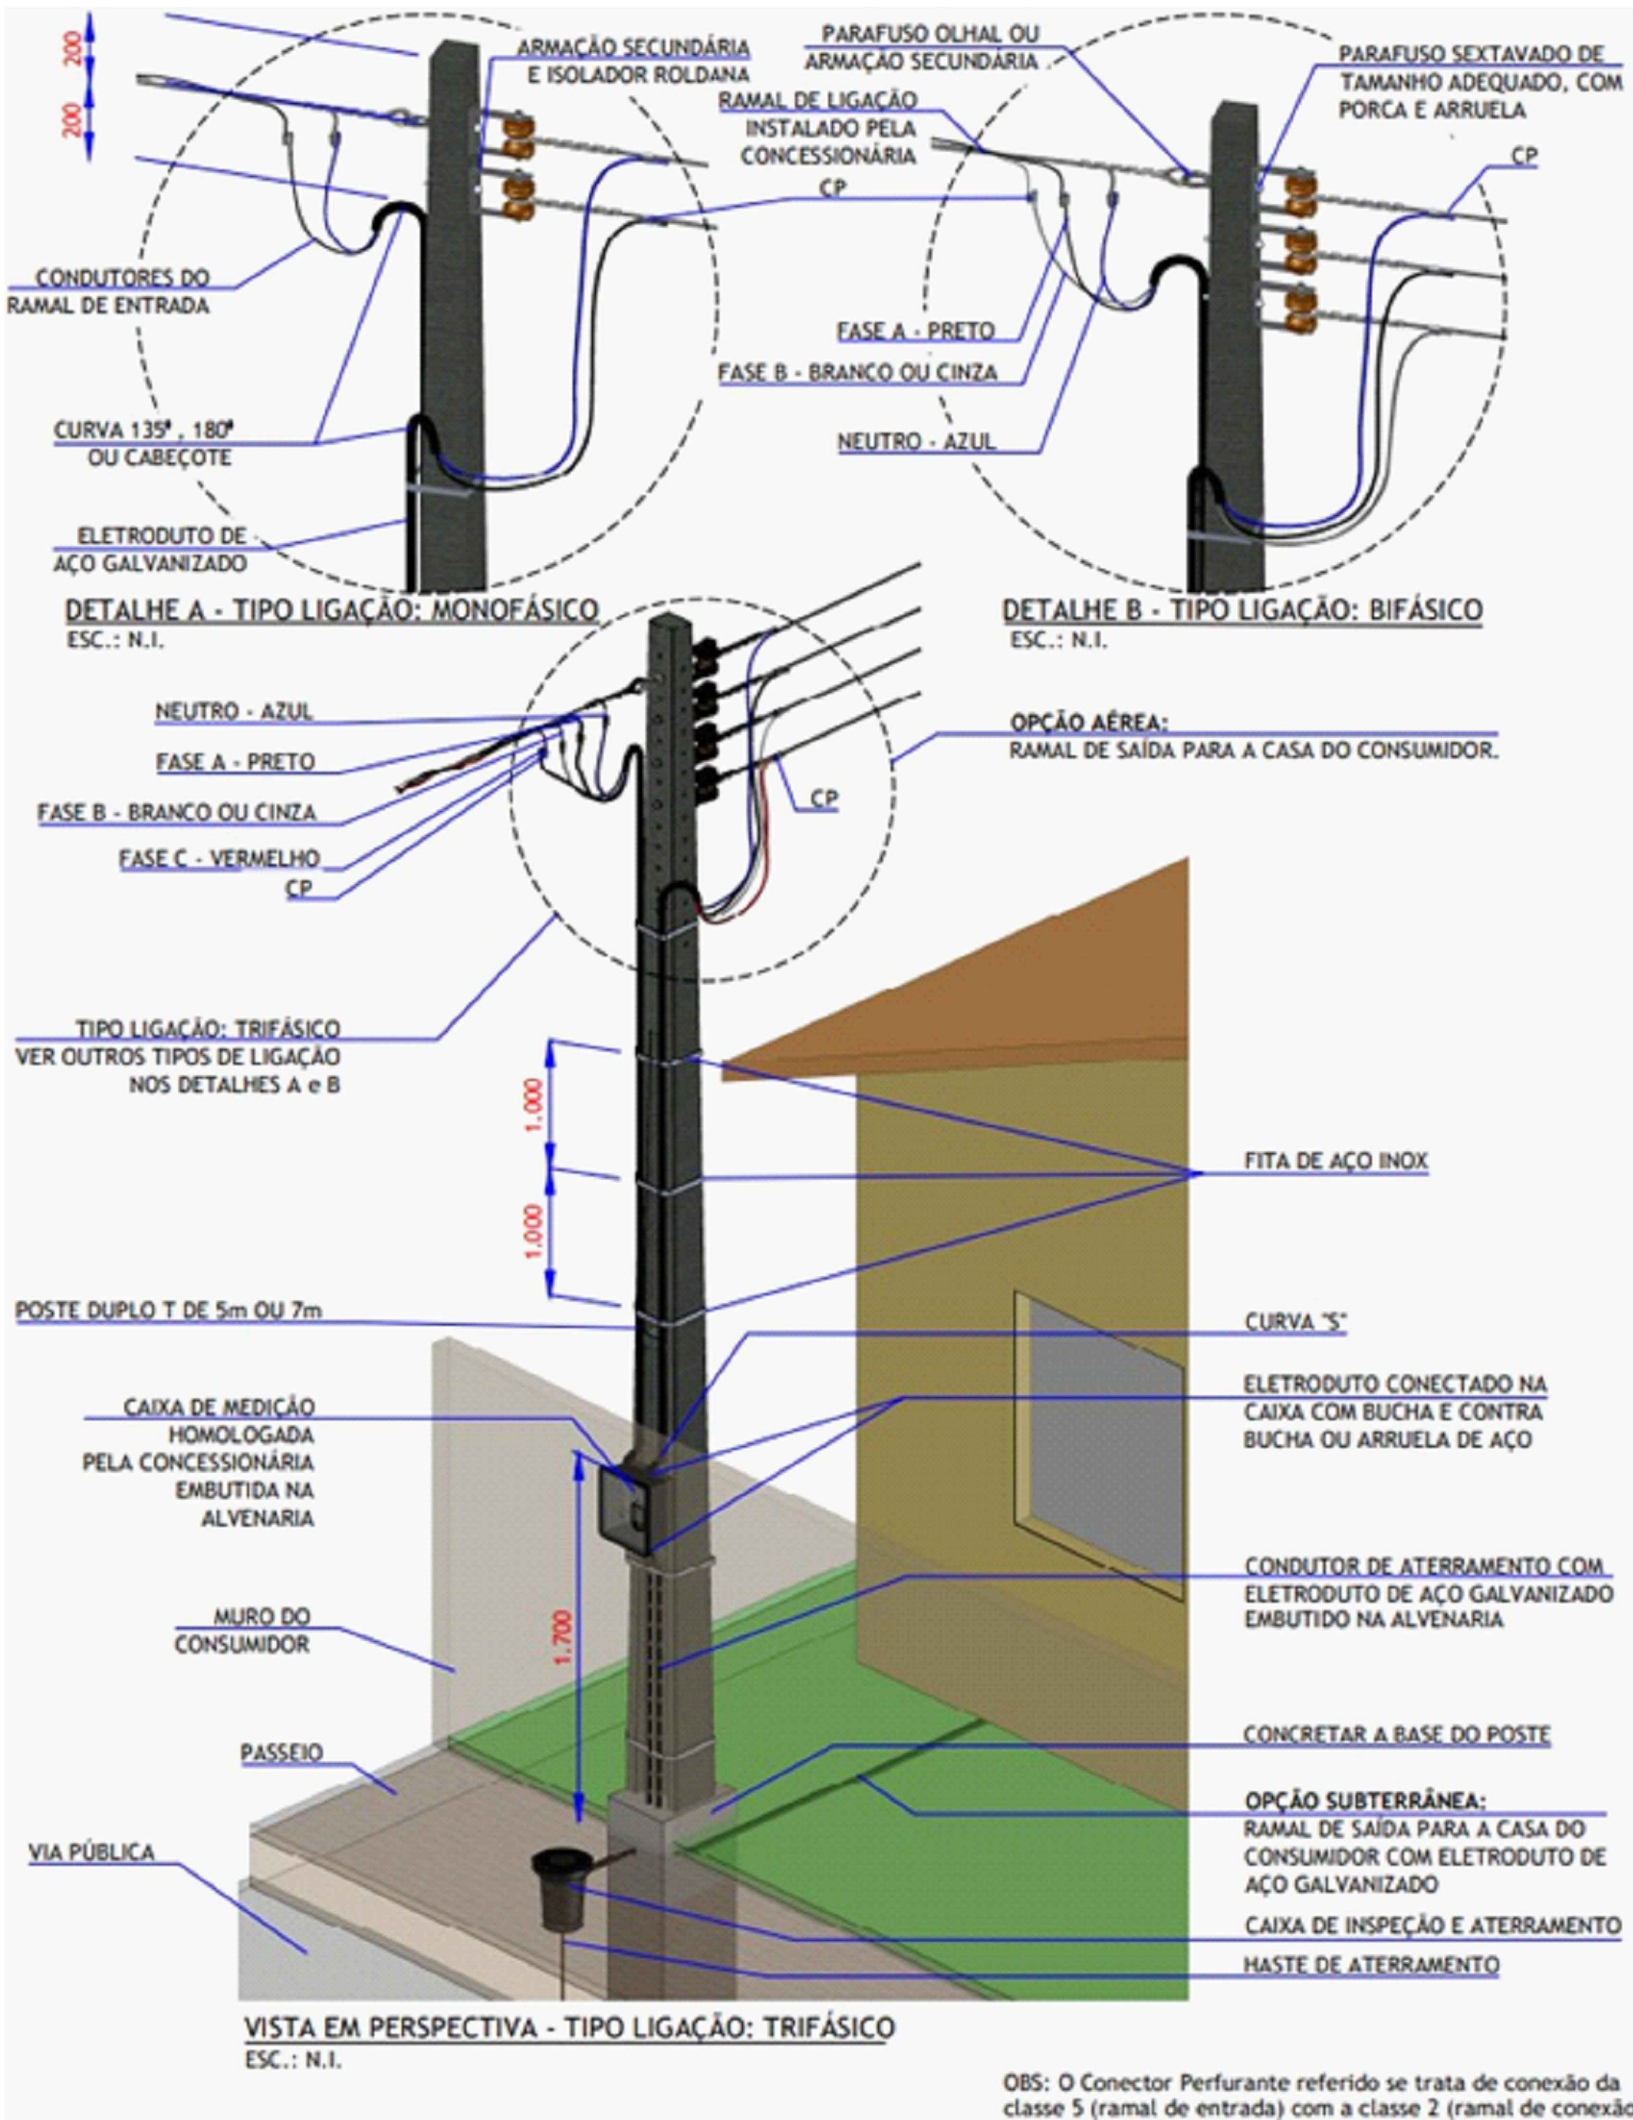 200
200
ARMAÇÃO SECUNDÁRIA
E ISOLADOR ROLDANA
PARAFUSO OLHAL OU
ARMAÇÃO SECUNDÁRIA
PARAFUSO SEXTAVADO DE
TAMANHO ADEQUADO, COM
PORCA E ARRUELA
RAMAL DE LIGAÇÃO
INSTALADO PELA
CONCESSIONÁRIA
CP
CP
CONDUTORES DO
RAMAL DE ENTRADA
FASE A - PRETO
FASE B - BRANCO OU CINZA
NEUTRO - AZUL
CURVA 135º , 180º
OU CABEÇOTE
ELETRODUTO DE
AÇO GALVANIZADO
DETALHE A - TIPO LIGAÇÃO: MONOFÁSICO
ESC.: N.I.
DETALHE B - TIPO LIGAÇÃO: BIFÁSICO
ESC.: N.I.
NEUTRO - AZUL
FASE A - PRETO
FASE B - BRANCO OU CINZA
FASE C - VERMELHO
CP
OPÇÃO AÉREA:
RAMAL DE SAÍDA PARA A CASA DO CONSUMIDOR.
CP
TIPO LIGAÇÃO: TRIFÁSICO
VER OUTROS TIPOS DE LIGAÇÃO
NOS DETALHES A e B
1.000
1.000
FITA DE AÇO INOX
POSTE DUPLO T DE 5m OU 7m
CURVA "S"
CAIXA DE MEDIÇÃO
HOMOLOGADA
PELA CONCESSIONÁRIA
EMBUTIDA NA
ALVENARIA
ELETRODUTO CONECTADO NA
CAIXA COM BUCHA E CONTRA
BUCHA OU ARRUELA DE AÇO
1.700
MURO DO
CONSUMIDOR
CONDUTOR DE ATERRAMENTO COM
ELETRODUTO DE AÇO GALVANIZADO
EMBUTIDO NA ALVENARIA
PASSEIO
CONCRETAR A BASE DO POSTE
VIA PÚBLICA
OPÇÃO SUBTERRÂNEA:
RAMAL DE SAÍDA PARA A CASA DO
CONSUMIDOR COM ELETRODUTO DE
AÇO GALVANIZADO
CAIXA DE INSPEÇÃO E ATERRAMENTO
HASTE DE ATERRAMENTO
VISTA EM PERSPECTIVA - TIPO LIGAÇÃO: TRIFÁSICO
ESC.: N.I.
OBS: O Conector Perfurante referido se trata de conexão da
classe 5 (ramal de entrada) com a classe 2 (ramal de conexão